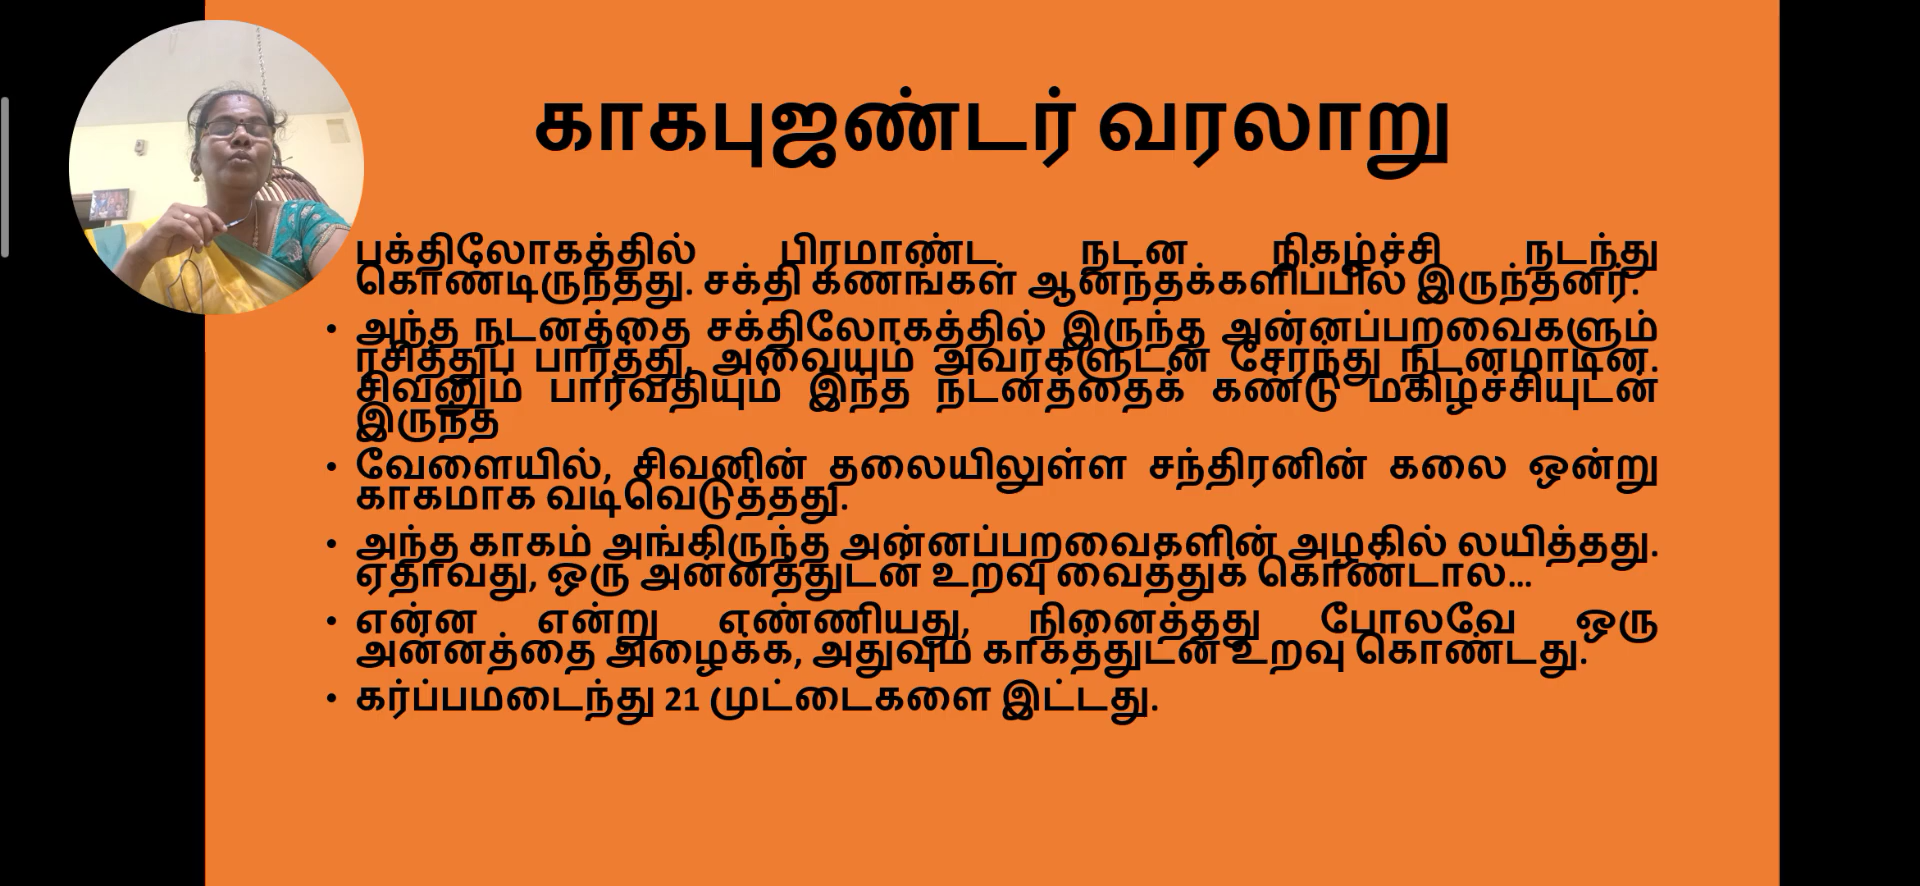 காகபுஜண்டர் வரலாறு
பக்திலோகத்தில் பிரமாண்ட நடன நிகழ்ச்சி நடந்து
கொண்டிருந்தது. சக்தி கணங்கள் ஆனந்தக்களிப்பில் இருந்தனர்.
• அந்த நடனத்தை சக்திலோகத்தில் இருந்த அன்னப்பறவைகளும்
ரசித்துப் பார்த்து, அவையும் அவர்களுடன் சேர்ந்து நடனமாடின.
சிவனும் பார்வதியும் இந்த நடனத்தைக் கண்டு மகிழ்ச்சியுடன்
இருந்த
• வேளையில், சிவனின் தலையிலுள்ள சந்திரனின் கலை ஒன்று
காகமாக வடிவெடுத்தது.
• அந்த காகம் அங்கிருந்த அன்னப்பறவைகளின் அழகில் லயித்தது.
ஏதாவது, ஒரு அன்னத்துடன் உறவு வைத்துக் கொண்டால்...
• என்ன என்று எண்ணியது, நினைத்தது போலவே ஒரு
அன்னத்தை அழைக்க, அதுவும் காகத்துடன் உறவு கொண்டது.
• கர்ப்பமடைந்து 21 முட்டைகளை இட்டது.